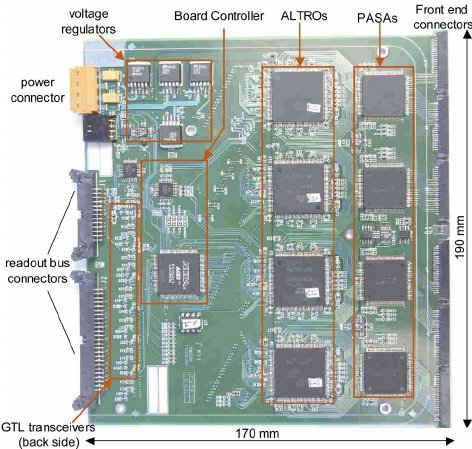 voltage
regulators
Board Controller
ALTROs
PASAs
Front end
connectors
power
connector
readout bus
connectors
J2
190 mm
GTL transceivers
(back side)
170 mm